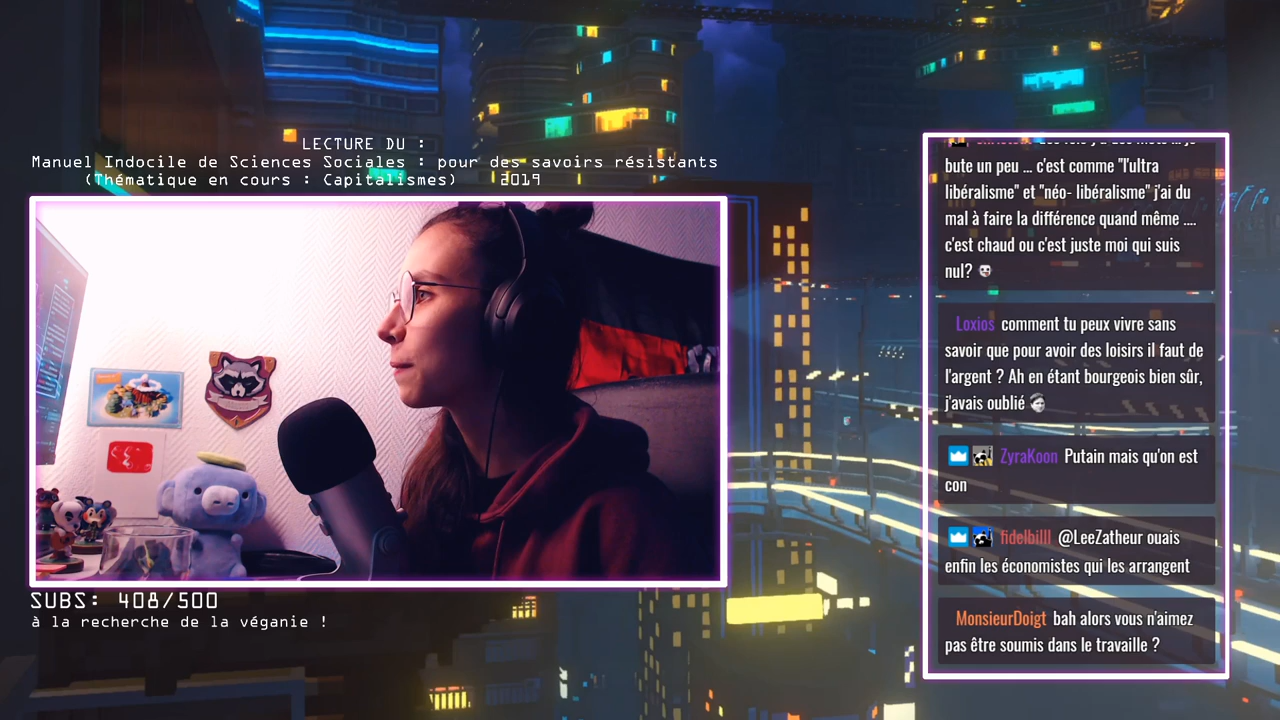 LECTURE DU :
Manuel Indocile de Sciences Sociales : pour des savoirs résistants
(Thématique en cours : Capitalismes) 2019
SUBS: 408/500
à la recherche de la véganie !
bute un peu ... c'est comme "l'ultra
libéralisme" et "néo- libéralisme" j'ai du
mal à faire la différence quand même ....
c'est chaud ou c'est juste moi qui suis
nul?
Loxios comment tu peux vivre sans
savoir que pour avoir des loisirs il faut de
l'argent ? Ah en étant bourgeois bien sûr,
j'avais oublié
ZyraKoon Putain mais qu'on est
con
fidelbilll @LeeZatheur ouais
enfin les économistes qui les arrangent
MonsieurDoigt bah alors vous n'aimez
pas être soumis dans le travaille ?